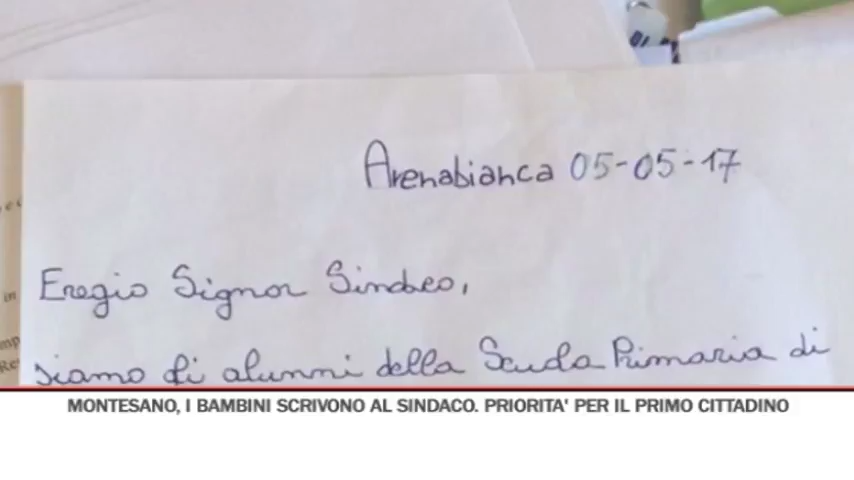 Arenabianca 05-05-17
Eregio Signor Sindaco,
siamo gli alunni della Scuola Primaria di
MONTESANO, I BAMBINI SCRIVONO AL SINDACO. PRIORITA' PER IL PRIMO CITTADINO